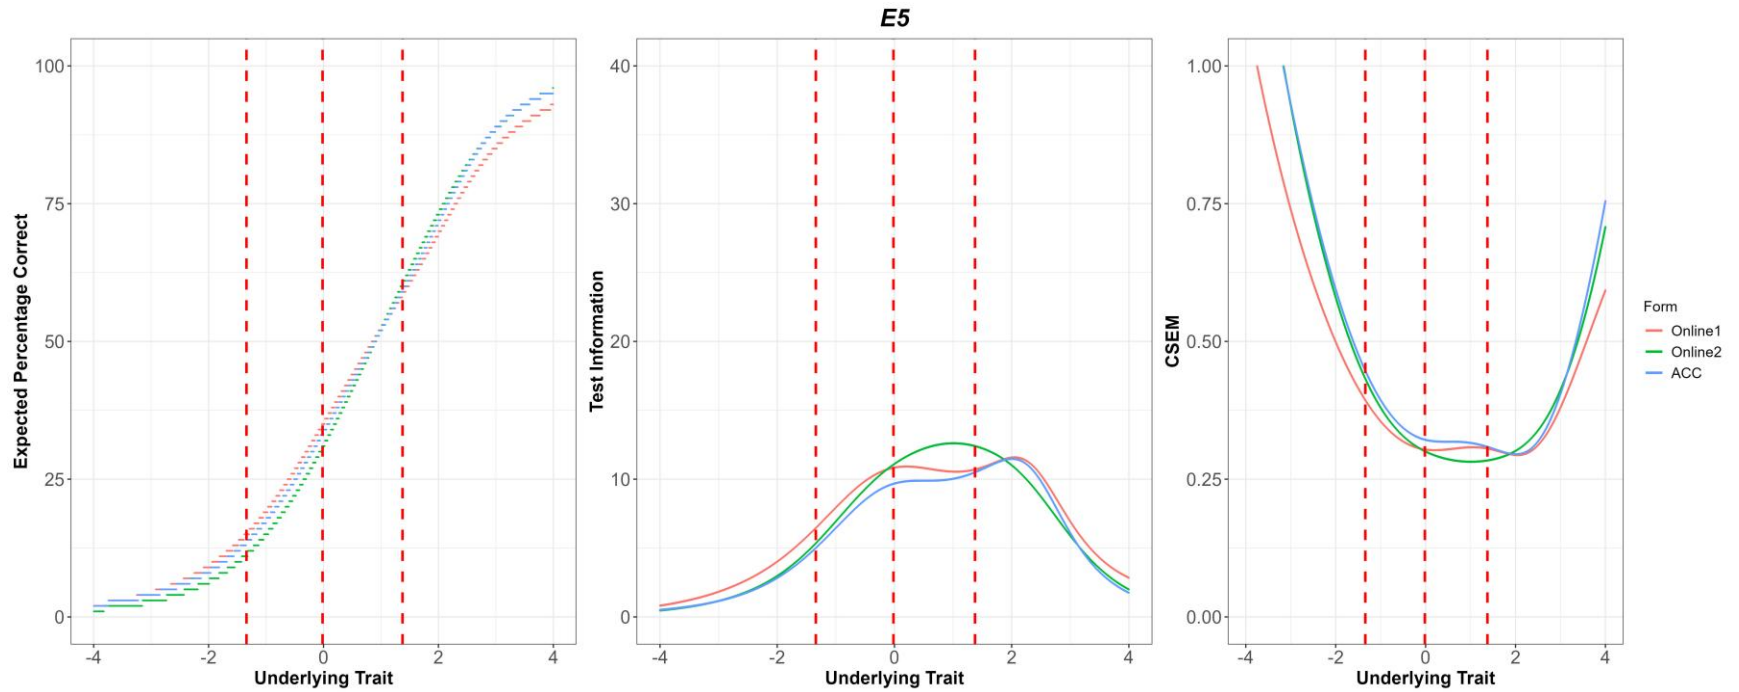 E5
Expected Percentage Correct
100
75
50
25
0
-4 -2 0 2 4
Underlying Trait
Test Information
40
30
20
10
0
-4 -2 0 2 4
Underlying Trait
CSEM
1.00
0.75
0.50
0.25
0.00
-4 -2 0 2 4
Underlying Trait
Form
Online1
Online2
ACC